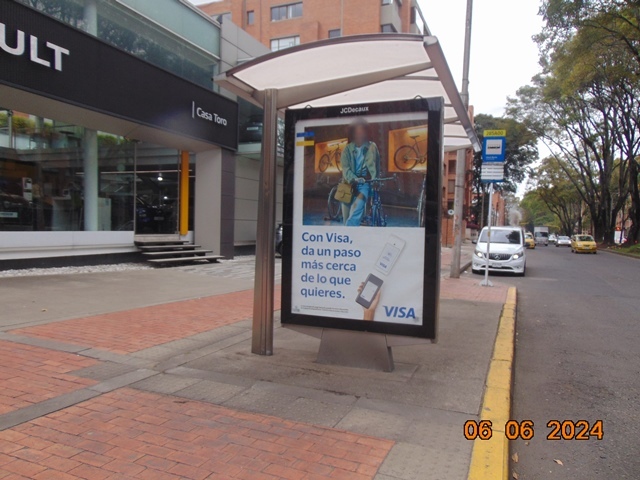 ULT
Casa Toro
JCDecaux
Con Visa,
da un paso
más cerca
de lo que
quieres.
VISA
06 06 2024